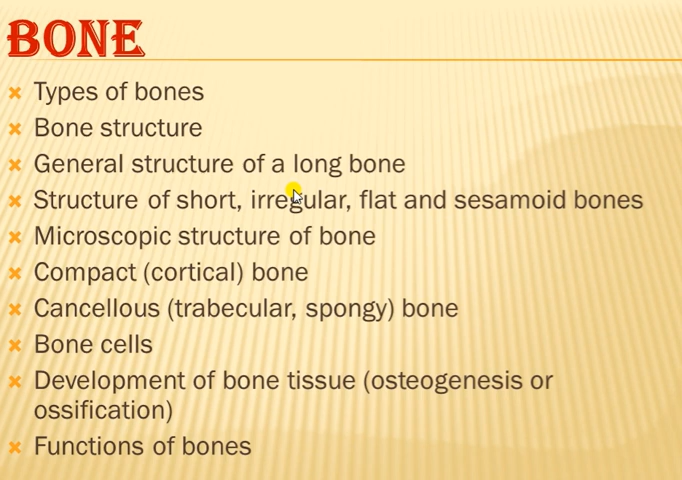 BONE
Types of bones
Bone structure
General structure of a long bone
Structure of short, irregular, flat and sesamoid bones
Microscopic structure of bone
Compact (cortical) bone
Cancellous (trabecular, spongy) bone
Bone cells
Development of bone tissue (osteogenesis or
ossification)
Functions of bones